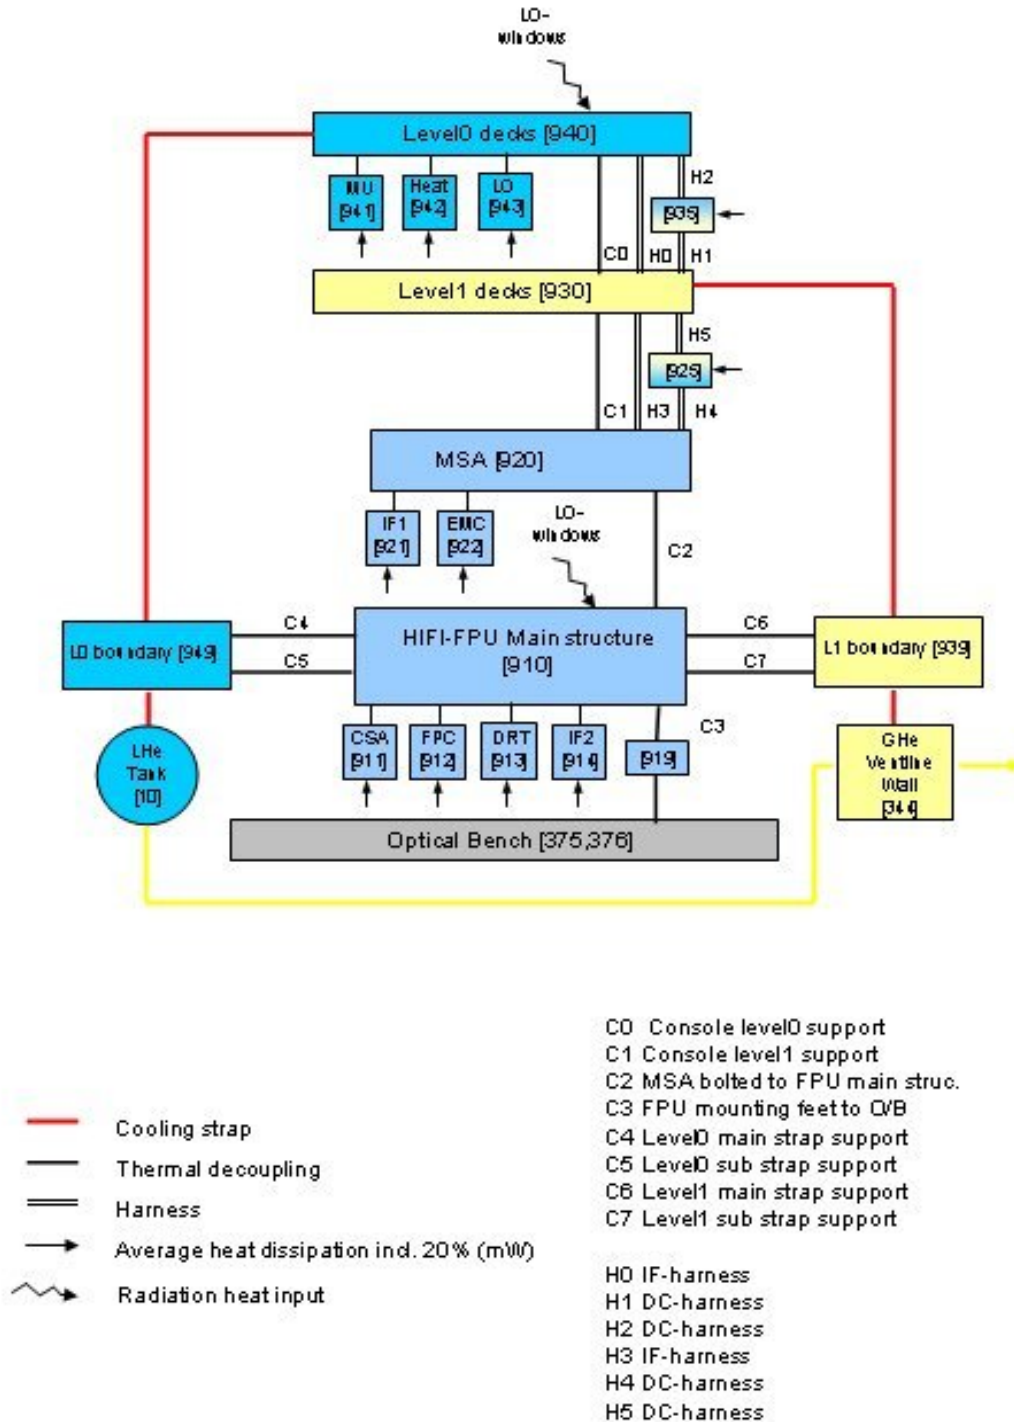 LO-
windows
Level0 decks [940]
MU
[941]
Heat
[942]
LO
[943]
H2
[935]
C0
H0
H1
Level1 decks [930]
H5
[925]
C1
H3
H4
MSA [920]
IF1
[921]
EMC
[922]
LO-
windows
C2
C4
C5
L0 boundary [949]
HIFI-FPU Main structure
[910]
C6
C7
L1 boundary [939]
LHe
Tank
[10]
CSA
[911]
FPC
[912]
DRT
[913]
IF2
[914]
[919]
C3
GHe
Ventline
Wall
[344]
Optical Bench [375,376]
C0 Console level0 support
C1 Console level1 support
C2 MSA bolted to FPU main struc.
C3 FPU mounting feet to O/B
C4 Level0 main strap support
C5 Level0 sub strap support
C6 Level1 main strap support
C7 Level1 sub strap support
Cooling strap
Thermal decoupling
Harness
Average heat dissipation incl. 20% (mW)
Radiation heat input
H0 IF-harness
H1 DC-harness
H2 DC-harness
H3 IF-harness
H4 DC-harness
H5 DC-harness